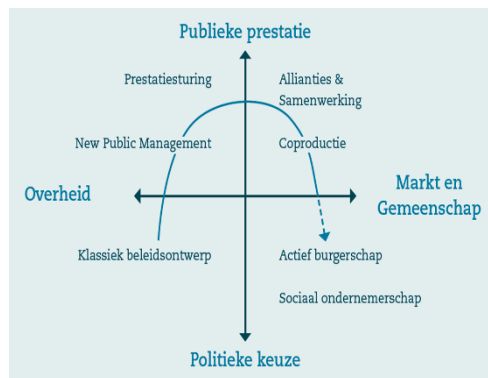 Publieke prestatie
Prestatiesturing
Allianties &
Samenwerking
New Public Management
Coproductie
Overheid
Markt en
Gemeenschap
Klassiek beleidsontwerp
Actief burgerschap
Sociaal ondernemerschap
Politieke keuze